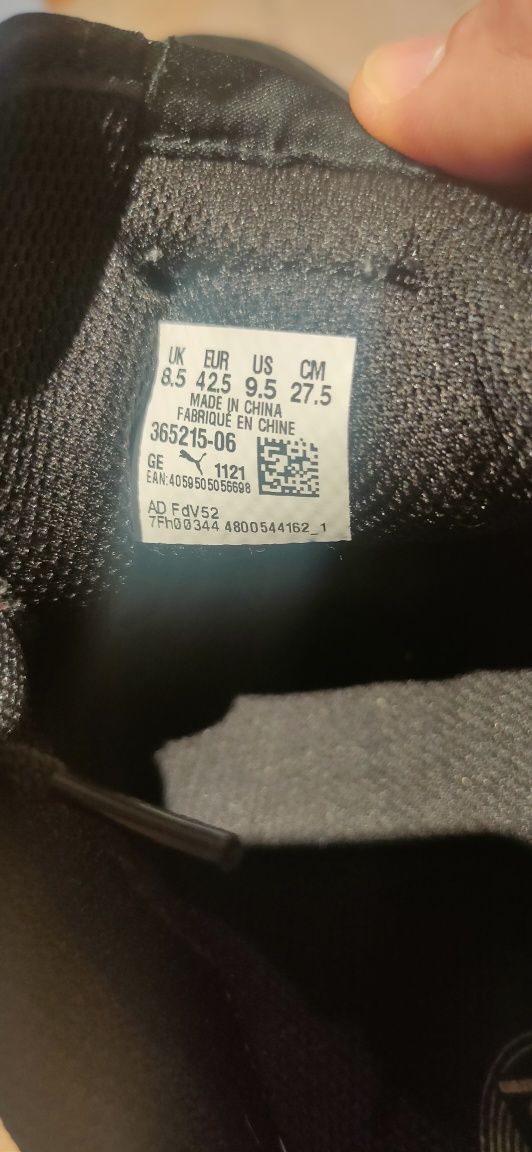 UK EUR US CM
8.5 42.5 9.5 27.5
MADE IN CHINA
FABRIQUÉ EN CHINE
365215-06
GE 1121
EAN:4059505056698
AD FdV52
7Fh00344 4800544162_1